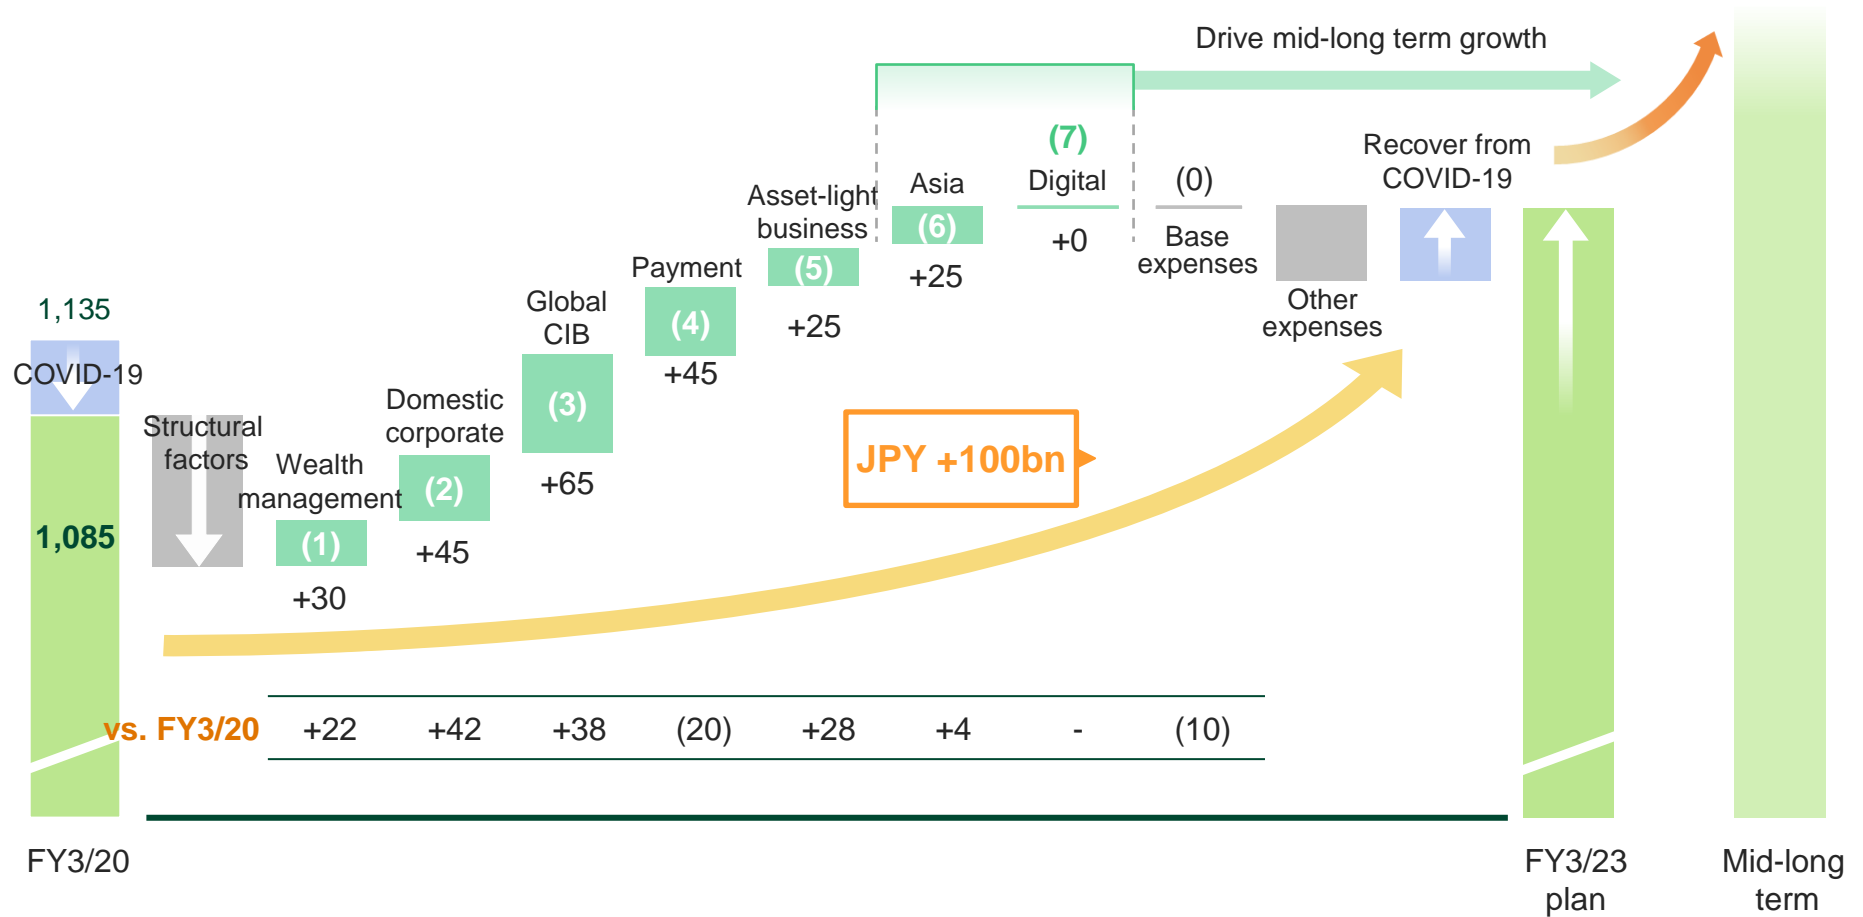 Drive mid-long term growth
1,135
COVID-19
1,085
Structural
factors
Wealth
management
(1)
+30
Domestic
corporate
(2)
+45
Global
CIB
(3)
+65
Payment
(4)
+45
Asset-light
business
(5)
+25
Asia
(6)
+25
(7)
Digital
+0
(0)
Base
expenses
Other
expenses
Recover from
COVID-19
JPY +100bn
vs. FY3/20 +22 +42 +38 (20) +28 +4 - (10)
FY3/20
FY3/23
plan
Mid-long
term